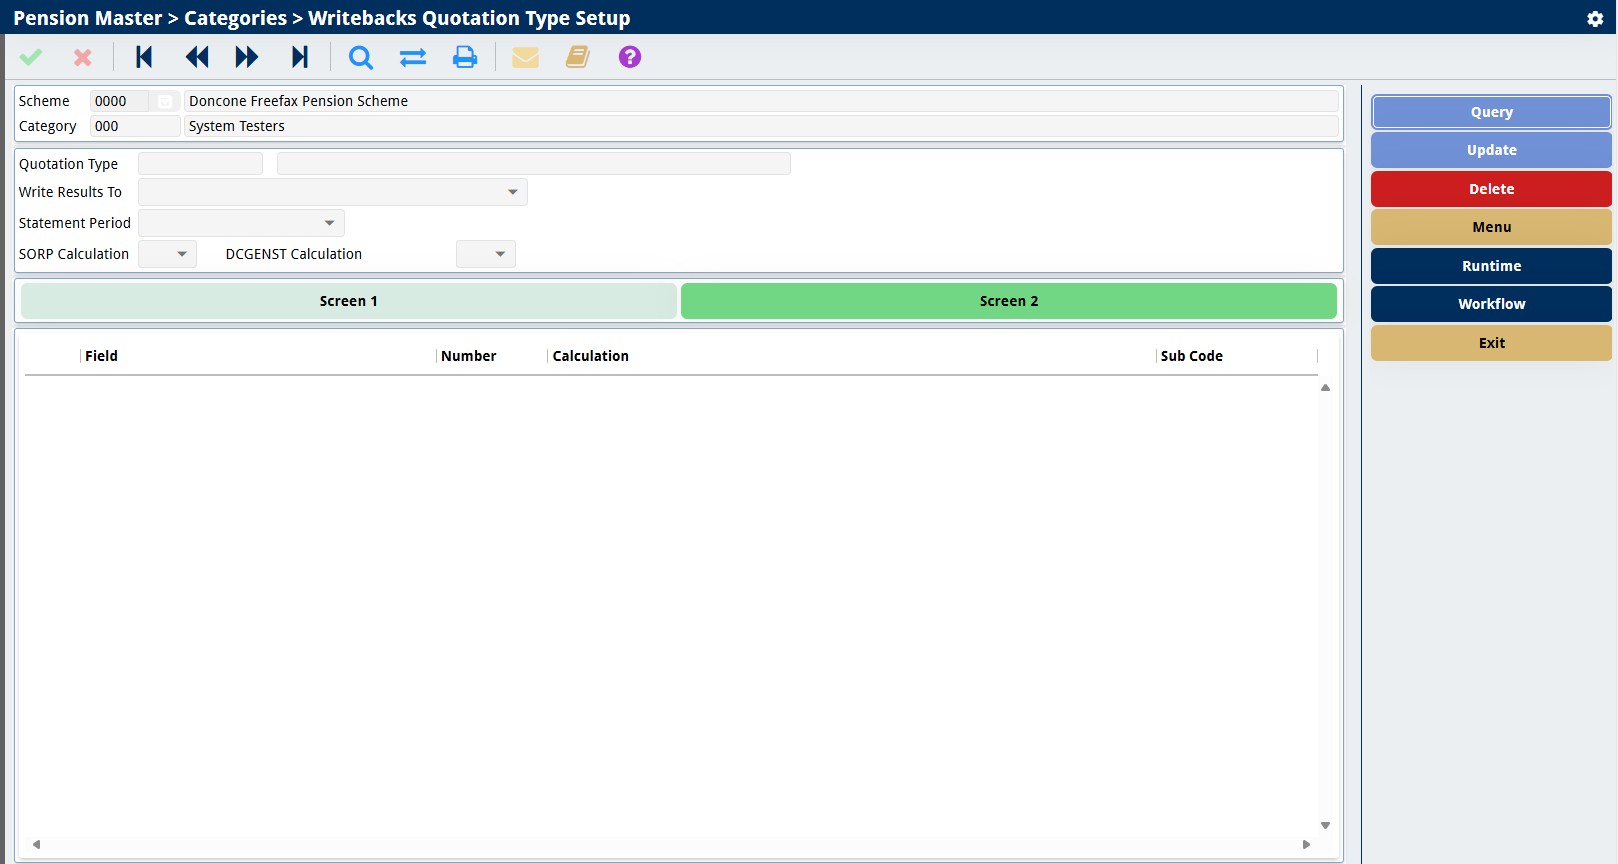 Pension Master > Categories > Writebacks Quotation Type Setup
?
Scheme 0000 Doncone Freefax Pension Scheme
Category 000 System Testers
Quotation Type
Write Results To
Statement Period
SORP Calculation DCGENST Calculation
Screen 1 Screen 2
Field Number Calculation Sub Code
Query
Update
Delete
Menu
Runtime
Workflow
Exit